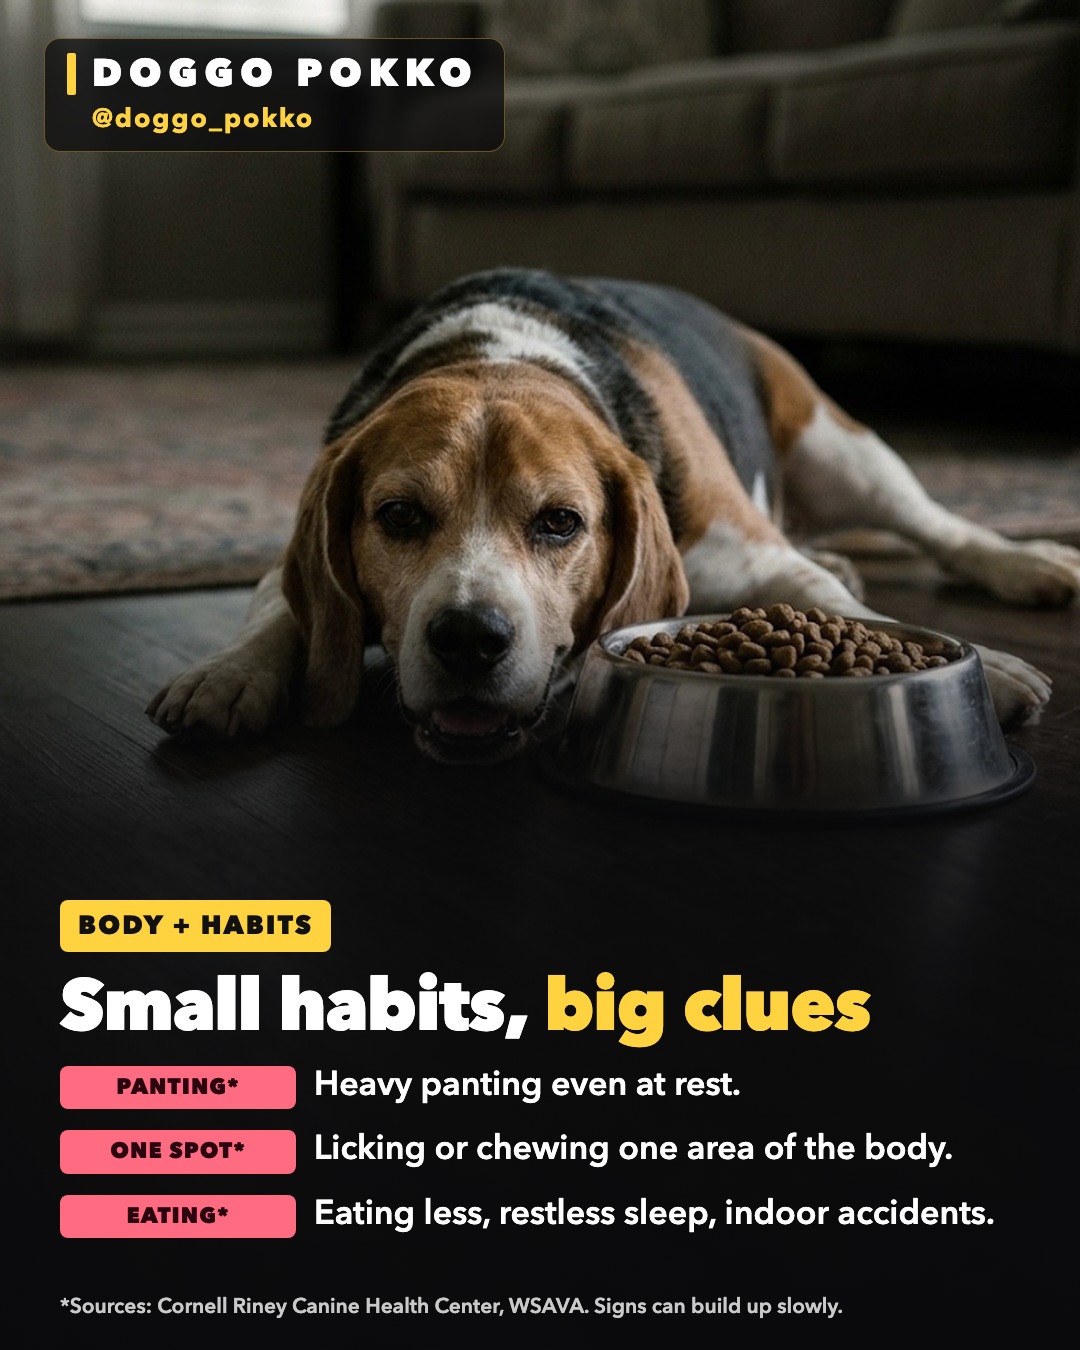 DOGGO POKKO
@doggo_pokko
BODY + HABITS
Small habits, big clues
PANTING* Heavy panting even at rest.
ONE SPOT* Licking or chewing one area of the body.
EATING* Eating less, restless sleep, indoor accidents.
*Sources: Cornell Riney Canine Health Center, WSAVA. Signs can build up slowly.